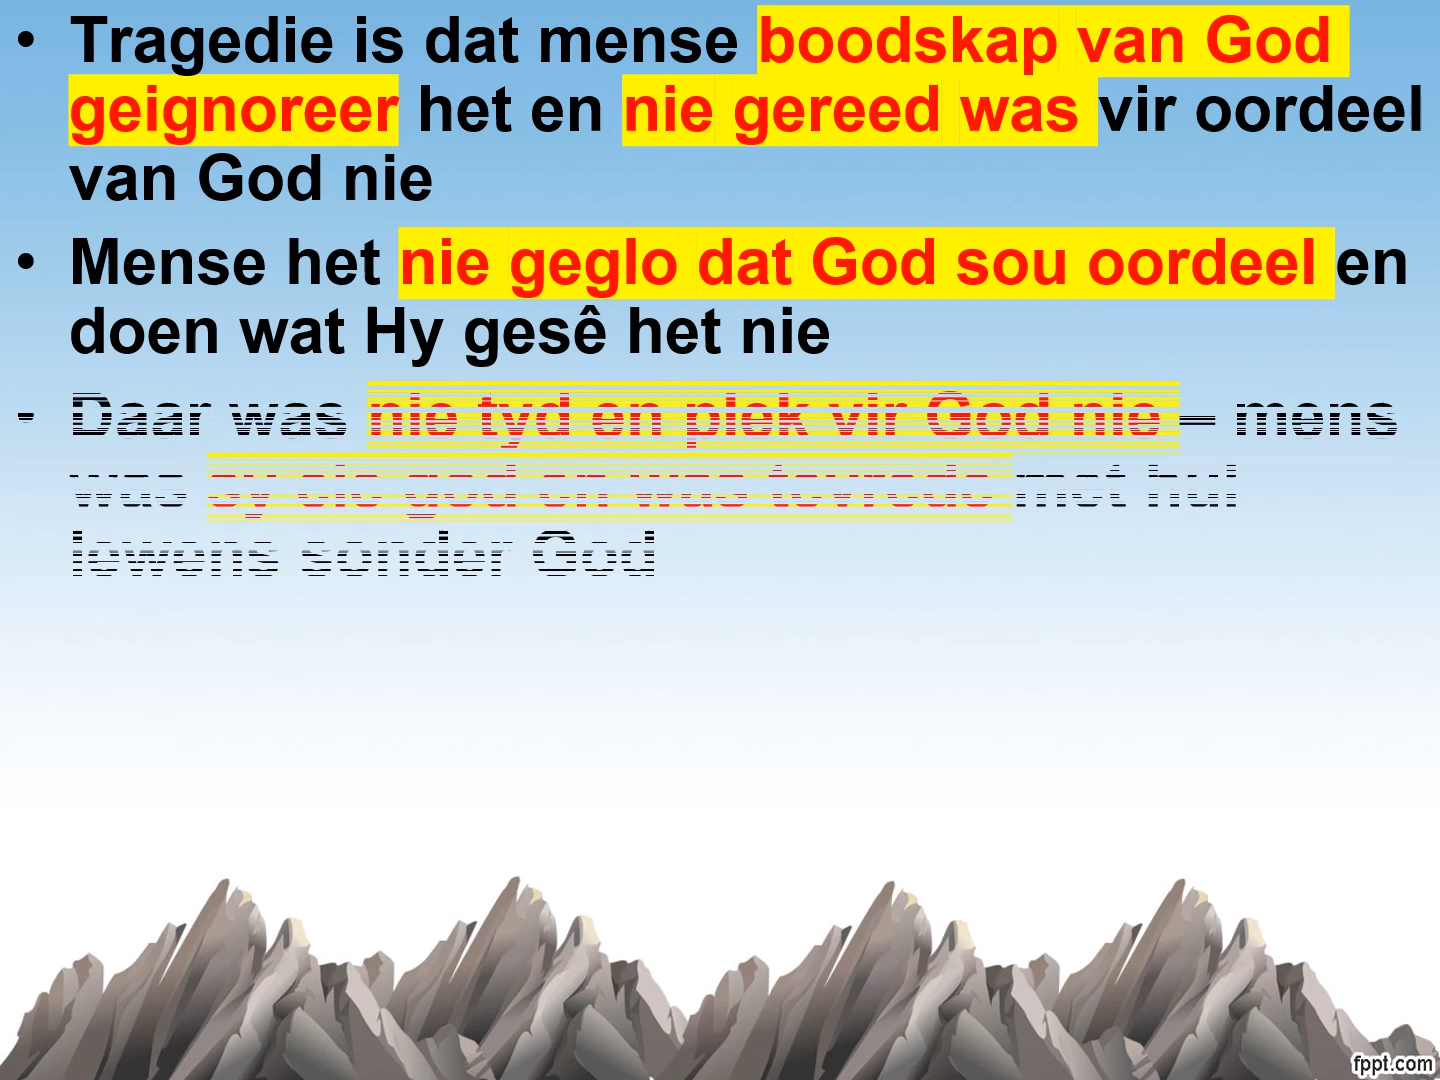 • Tragedie is dat mense boodskap van God
geignoreer het en nie gereed was vir oordeel
van God nie
• Mense het nie geglo dat God sou oordeel en
doen wat Hy gesê het nie
• Daar was nie tyd en plek vir God nie – mens
was sy eie god en was tevrede met hul
lewens sonder God
fppt.com